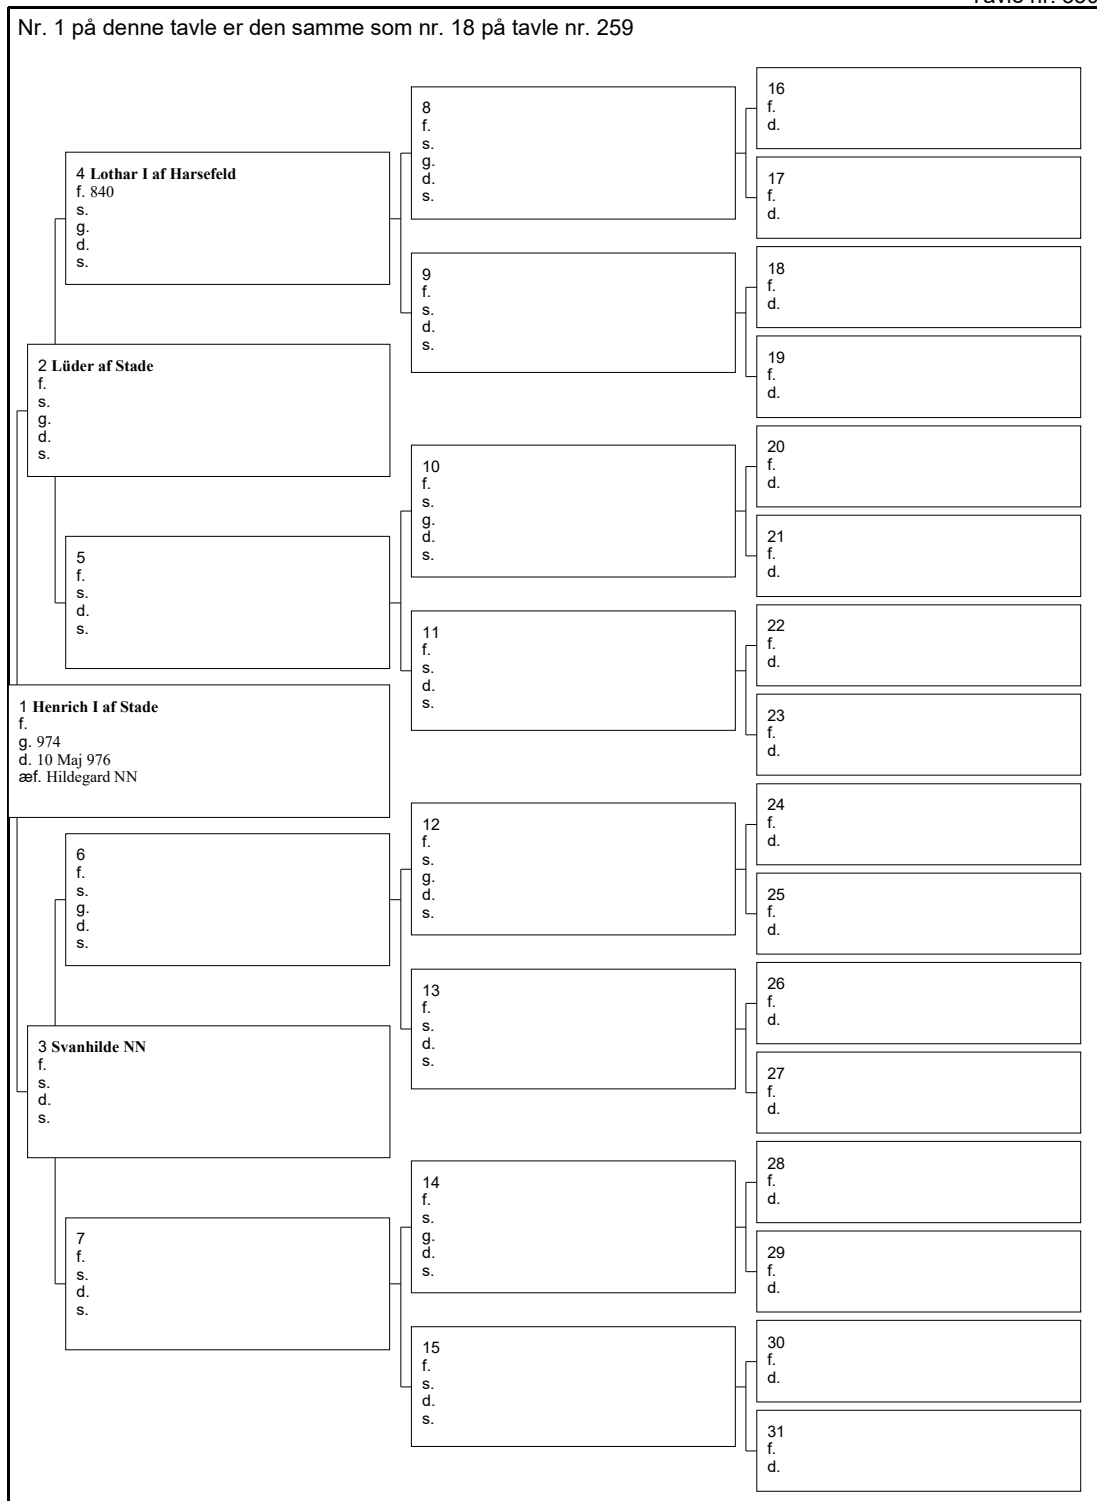 Nr. 1 på denne tavle er den samme som nr. 18 på tavle nr. 259
4 Lothar I af Harsefeld
f. 840
s.
g.
d.
s.
2 Lüder af Stade
f.
s.
g.
d.
s.
5
f.
s.
d.
s.
1 Henrich I af Stade
f.
g. 974
d. 10 Maj 976
æf. Hildegard NN
6
f.
s.
g.
d.
s.
3 Svanhilde NN
f.
s.
d.
s.
7
f.
s.
d.
s.
8
f.
s.
g.
d.
s.
9
f.
s.
d.
s.
10
f.
s.
g.
d.
s.
11
f.
s.
d.
s.
12
f.
s.
g.
d.
s.
13
f.
s.
d.
s.
14
f.
s.
g.
d.
s.
15
f.
s.
d.
s.
16
f.
d.
17
f.
d.
18
f.
d.
19
f.
d.
20
f.
d.
21
f.
d.
22
f.
d.
23
f.
d.
24
f.
d.
25
f.
d.
26
f.
d.
27
f.
d.
28
f.
d.
29
f.
d.
30
f.
d.
31
f.
d.